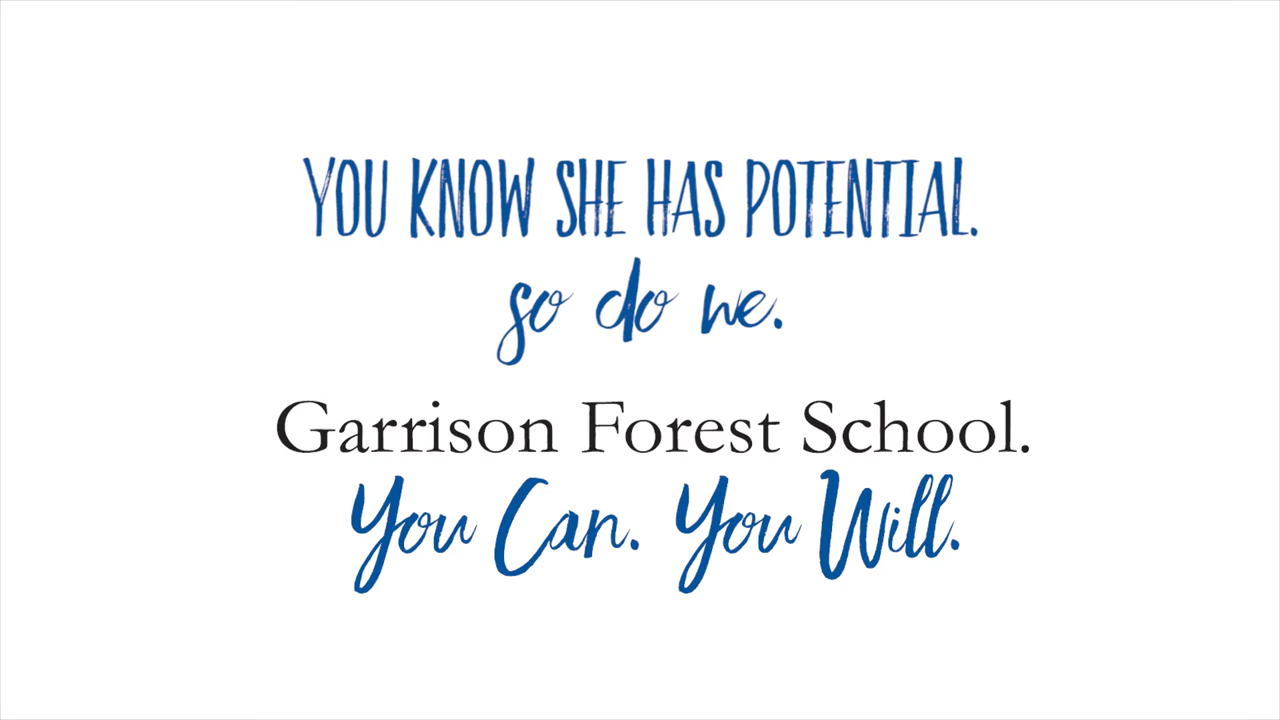 YOU KNOW SHE HAS POTENTIAL.
so do we.
Garrison Forest School.
You Can. You Will.